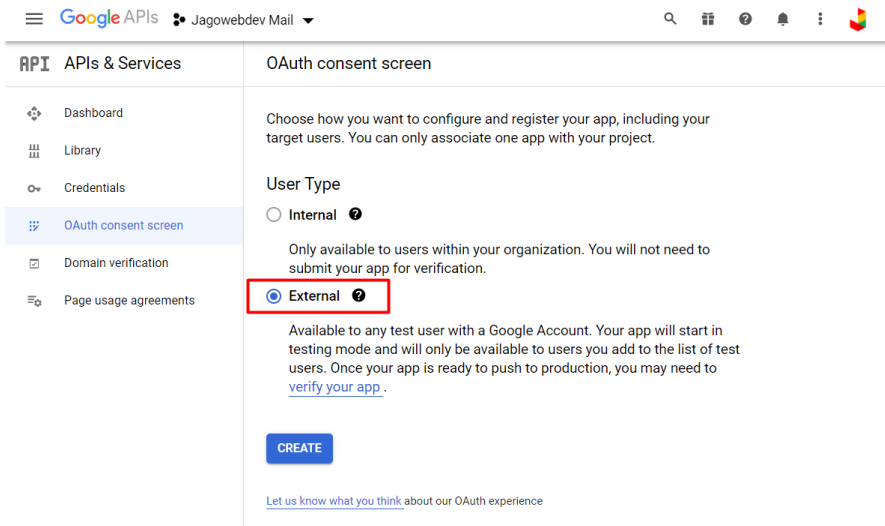 Google APIs
Jagowebdev Mail
API APIs & Services
OAuth consent screen
Dashboard
Library
Credentials
OAuth consent screen
Domain verification
Page usage agreements
Choose how you want to configure and register your app, including your
target users. You can only associate one app with your project.
User Type
Internal
Only available to users within your organization. You will not need to
submit your app for verification.
External
Available to any test user with a Google Account. Your app will start in
testing mode and will only be available to users you add to the list of test
users. Once your app is ready to push to production, you may need to
verify your app .
CREATE
Let us know what you think about our OAuth experience